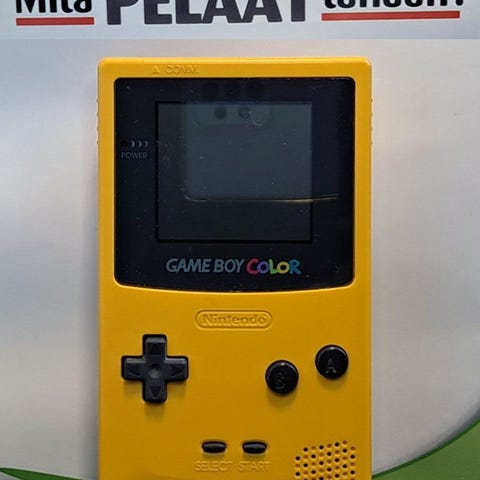 Mitä PELAAT tänään?
COMM.
POWER
GAME BOY COLOR
Nintendo
A
B
SELECT START